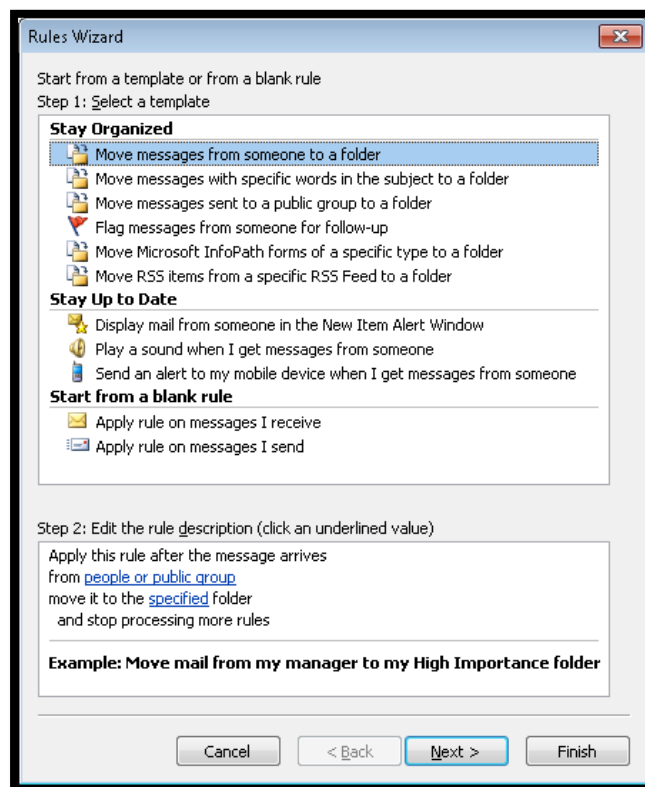 Rules Wizard
Start from a template or from a blank rule
Step 1: Select a template
Stay Organized
Move messages from someone to a folder
Move messages with specific words in the subject to a folder
Move messages sent to a public group to a folder
Flag messages from someone for follow-up
Move Microsoft InfoPath forms of a specific type to a folder
Move RSS items from a specific RSS Feed to a folder
Stay Up to Date
Display mail from someone in the New Item Alert Window
Play a sound when I get messages from someone
Send an alert to my mobile device when I get messages from someone
Start from a blank rule
Apply rule on messages I receive
Apply rule on messages I send
Step 2: Edit the rule description (click an underlined value)
Apply this rule after the message arrives
from people or public group
move it to the specified folder
and stop processing more rules
Example: Move mail from my manager to my High Importance folder
Cancel < Back Next > Finish